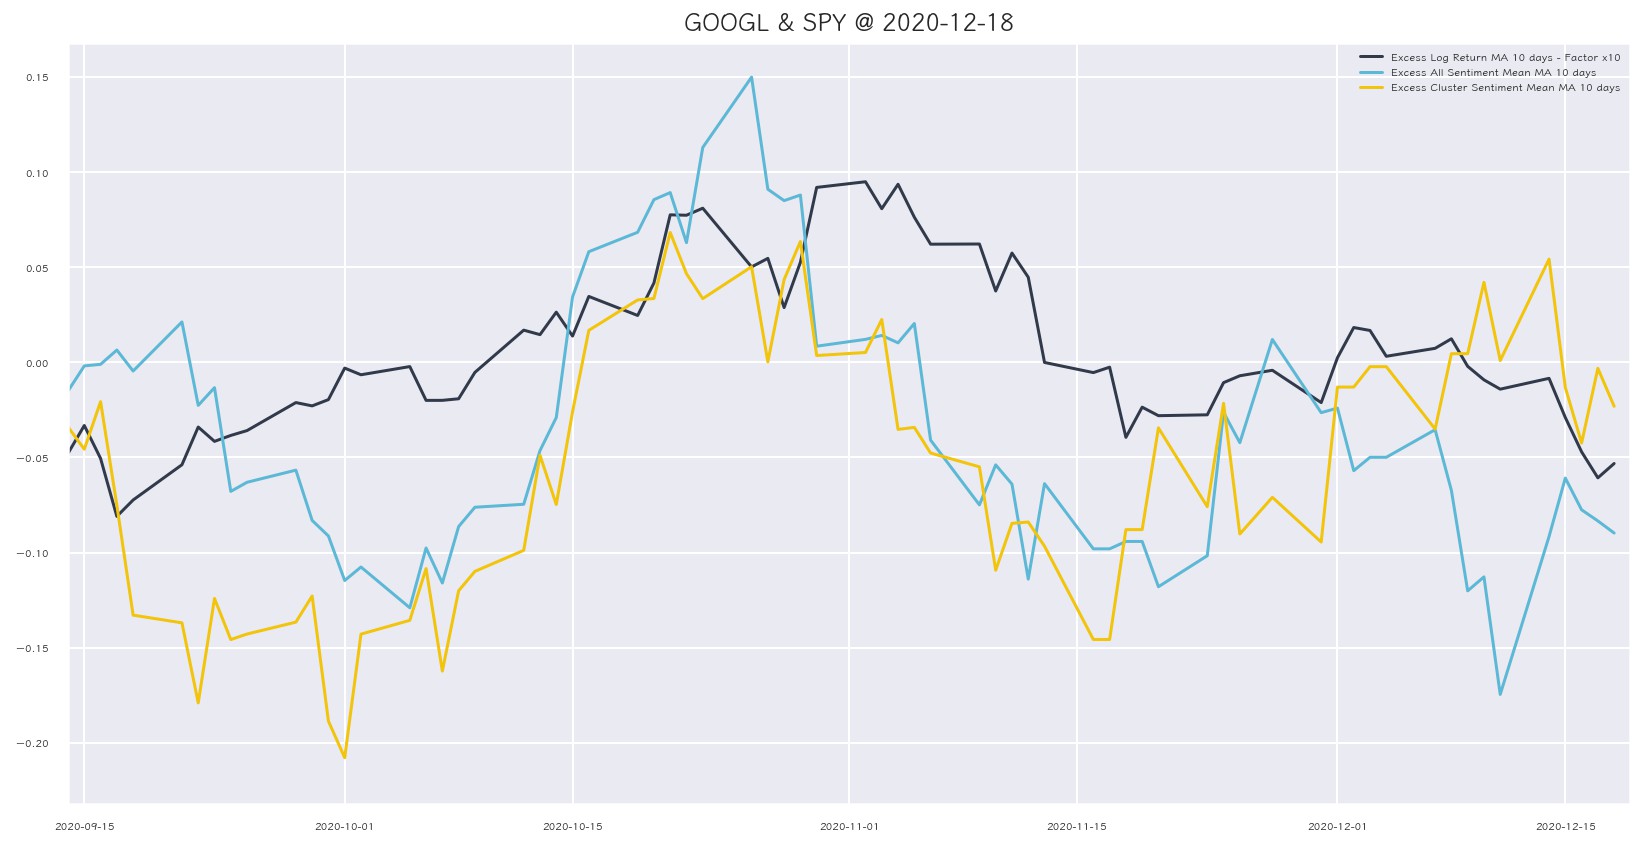 GOOGL & SPY @ 2020-12-18
Excess Log Return MA 10 days - Factor x10
Excess All Sentiment Mean MA 10 days
Excess Cluster Sentiment Mean MA 10 days
0.15
0.10
0.05
0.00
−0.05
−0.10
−0.15
−0.20
2020-09-15 2020-10-01 2020-10-15 2020-11-01 2020-11-15 2020-12-01 2020-12-15